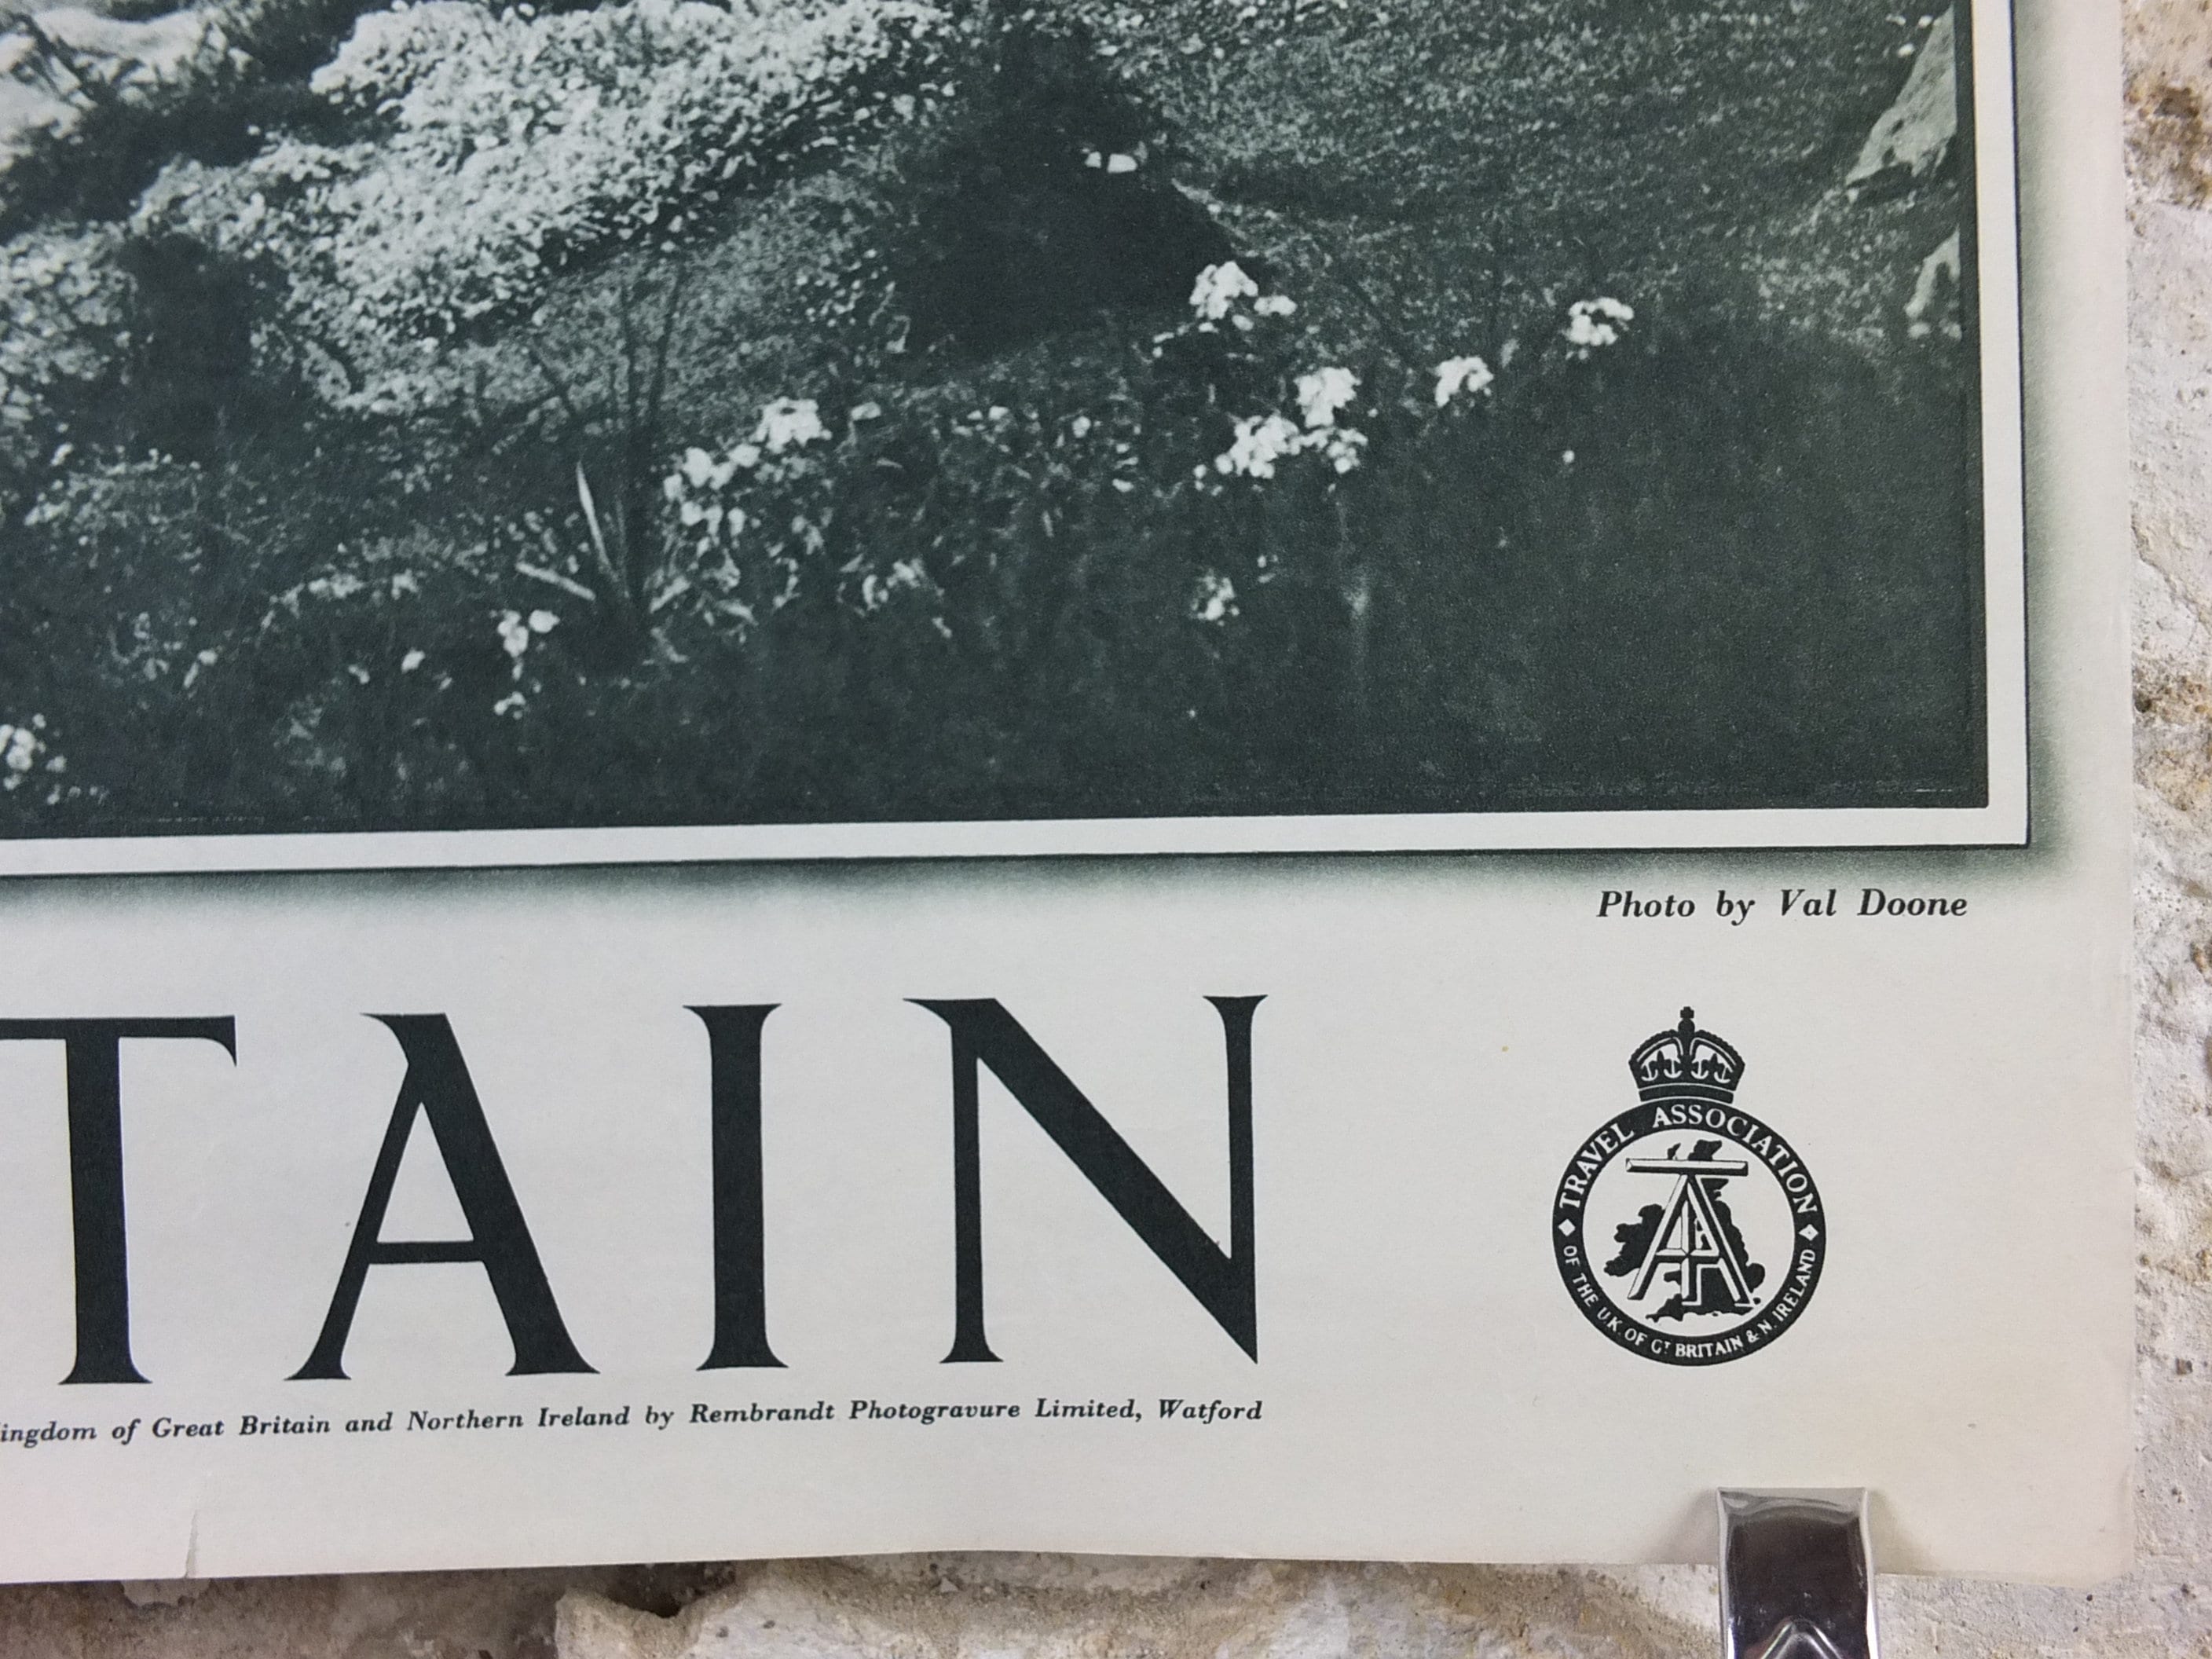 Photo by Val Doone
TAIN
TRAVEL ASSOCIATION
OF THE U.K. OF GT BRITAIN & N. IRELAND
ingdom of Great Britain and Northern Ireland by Rembrandt Photogravure Limited, Watford